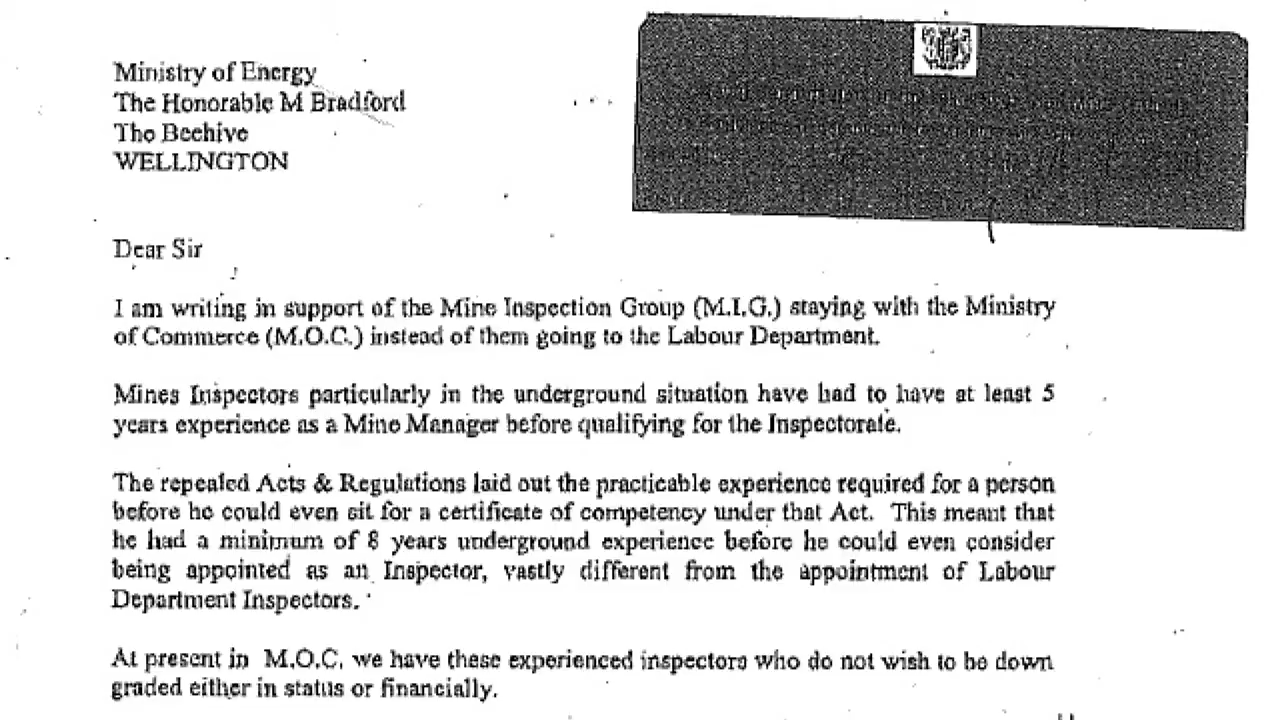 Ministry of Energy
The Honorable M Bradford
The Beehive
WELLINGTON
Dear Sir
I am writing in support of the Mine Inspection Group (M.I.G.) staying with the Ministry
of Commerce (M.O.C.) instead of them going to the Labour Department.
Mines Inspectors particularly in the underground situation have had to have at least 5
years experience as a Mine Manager before qualifying for the Inspectorate.
The repealed Acts & Regulations laid out the practicable experience required for a person
before he could even sit for a certificate of competency under that Act. This meant that
he had a minimum of 8 years underground experience before he could even consider
being appointed as an Inspector, vastly different from the appointment of Labour
Department Inspectors.
At present in M.O.C. we have these experienced inspectors who do not wish to be down
graded either in status or financially.